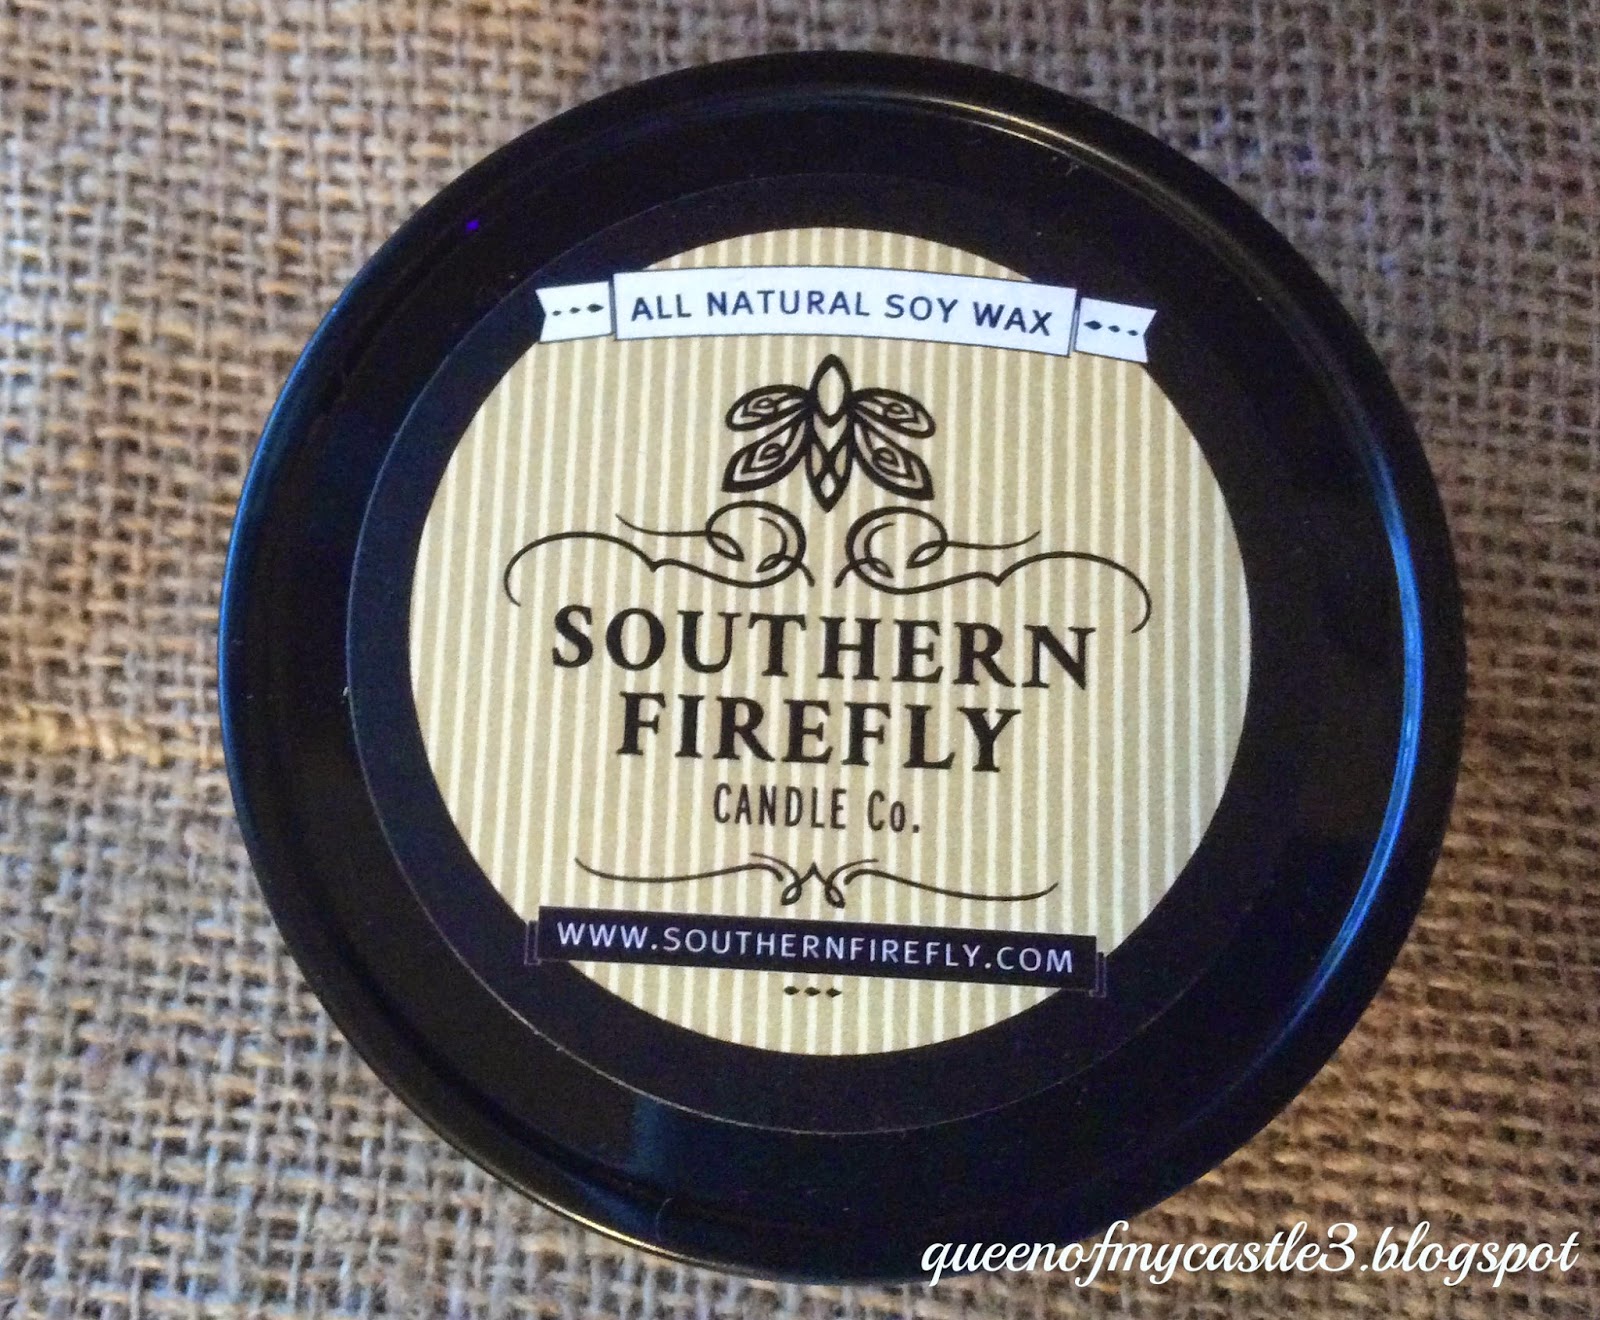 ALL NATURAL SOY WAX
SOUTHERN
FIREFLY
CANDLE Co.
WWW.SOUTHERNFIREFLY.COM
queenofmycastle3.blogspot